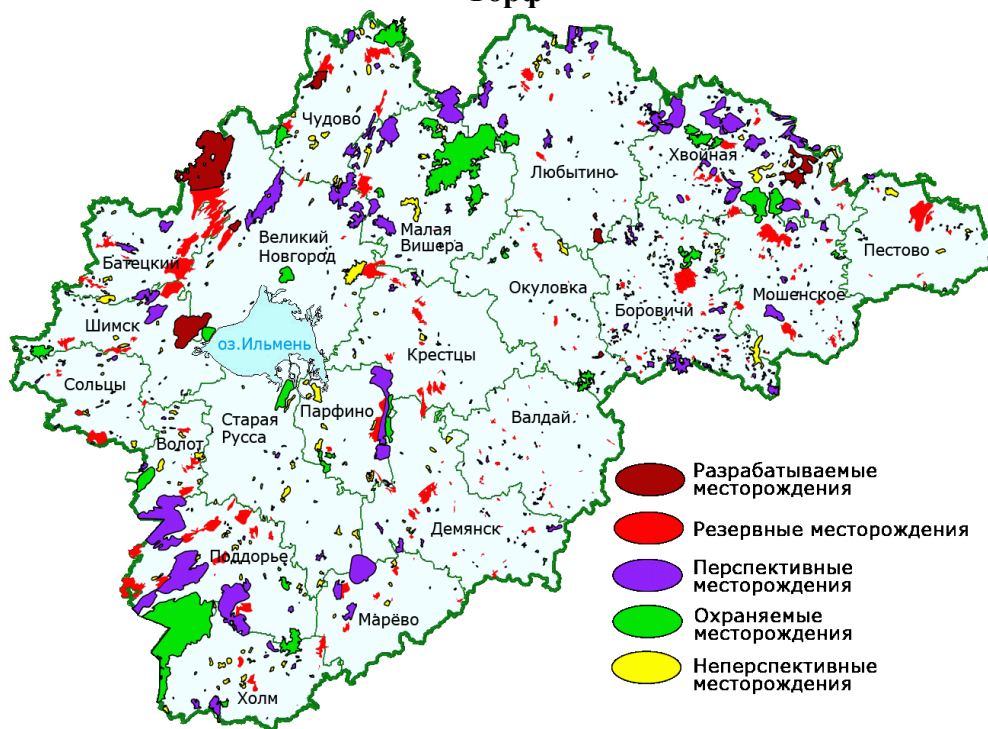 Торф
Чудово
Хвойная
Любытино
Малая
Вишера
Великий
Новгород
Пестово
Батецкий
Окуловка
Мошенское
Боровичи
Шимск
оз.Ильмень
Крестцы
Сольцы
Парфино
Старая
Русса
Валдай
Волот
Демянск
Поддорье
Марёво
Холм
Разрабатываемые
месторождения
Резервные месторождения
Перспективные
месторождения
Охраняемые
месторождения
Неперспективные
месторождения